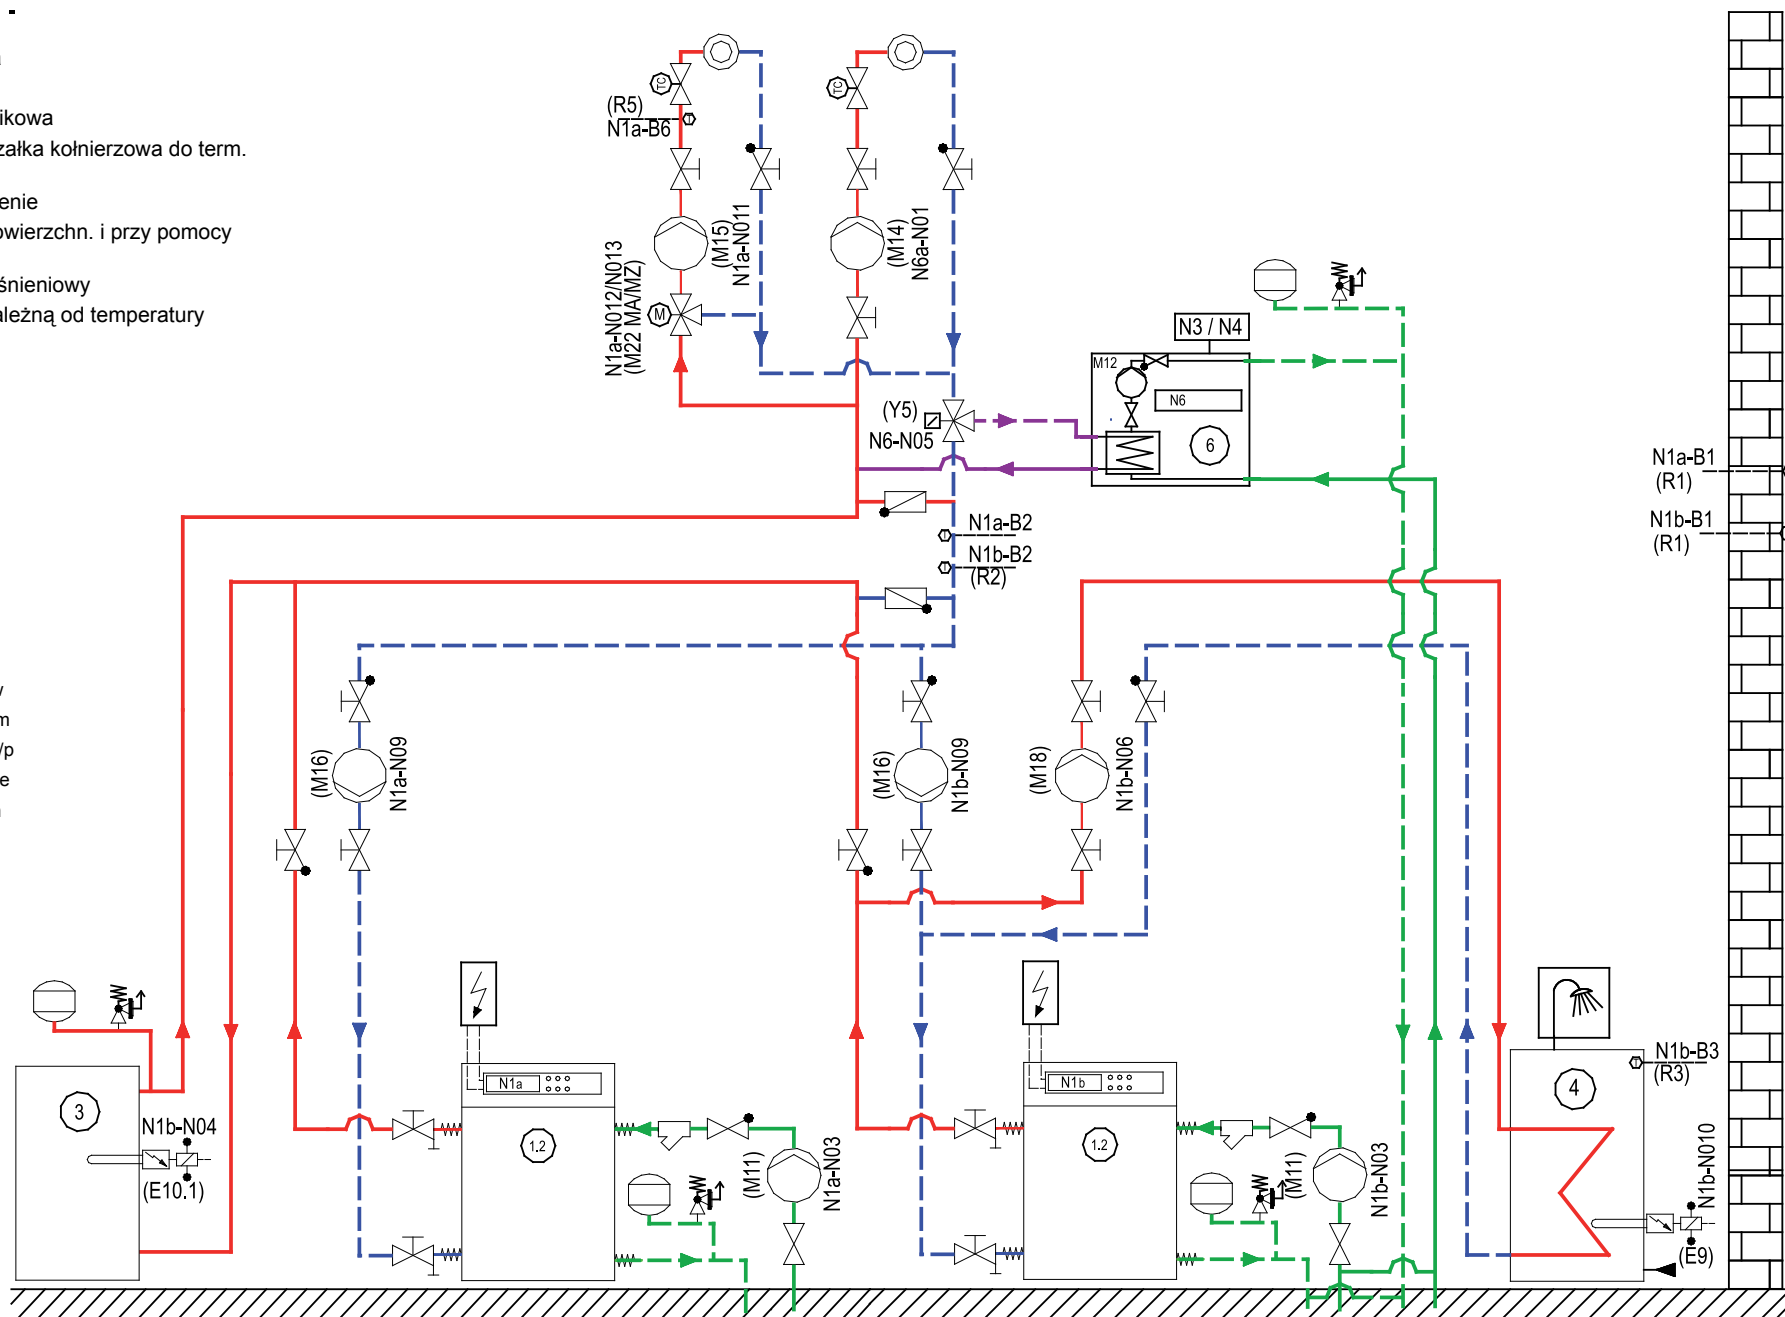 ikowa
załka kołnierzowa do term.
enie
owierzchn. i przy pomocy
śnieniowy
ależną od temperatury
m
/p
e
TC
TC
(R5)
N1a-B6
(M15)
N1a-N011
(M14)
N6a-N01
N1a-N012/N013
(M22 MA/MZ)
M
N3 / N4
M12
N6
6
(Y5)
N6-N05
N1a-B1
(R1)
N1b-B1
(R1)
N1a-B2
N1b-B2
(R2)
(M16)
N1a-N09
(M16)
N1b-N09
(M18)
N1b-N06
3
N1b-N04
(E10.1)
N1a
1.2
(M11)
N1a-N03
N1b
1.2
(M11)
N1b-N03
4
N1b-B3
(R3)
N1b-N010
(E9)